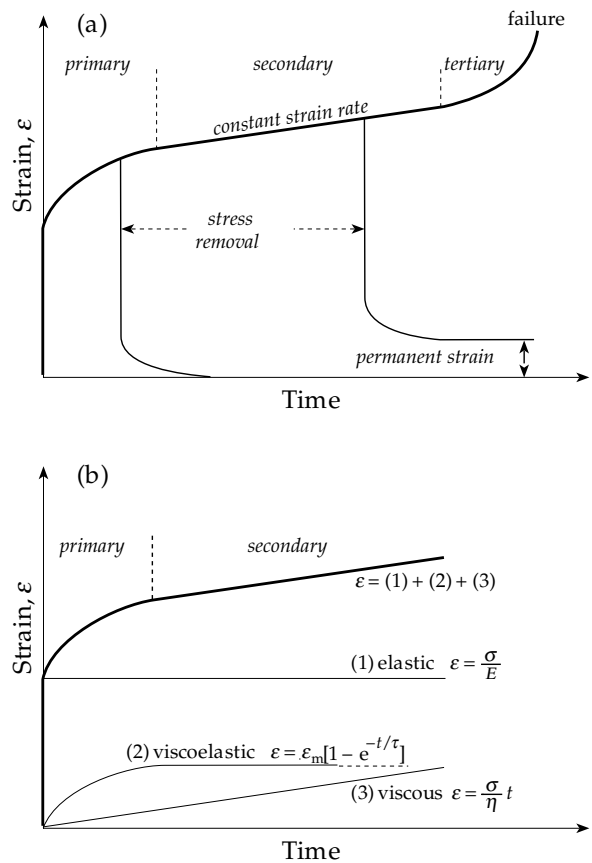 (a)
failure
primary
secondary
tertiary
constant strain rate
Strain, ε
stress
removal
permanent strain
Time
(b)
primary
secondary
Strain, ε
ε = (1) + (2) + (3)
(1) elastic ε = σ/E
(2) viscoelastic ε = εm[1 − e^−t/τ]
(3) viscous ε = σ/η t
Time